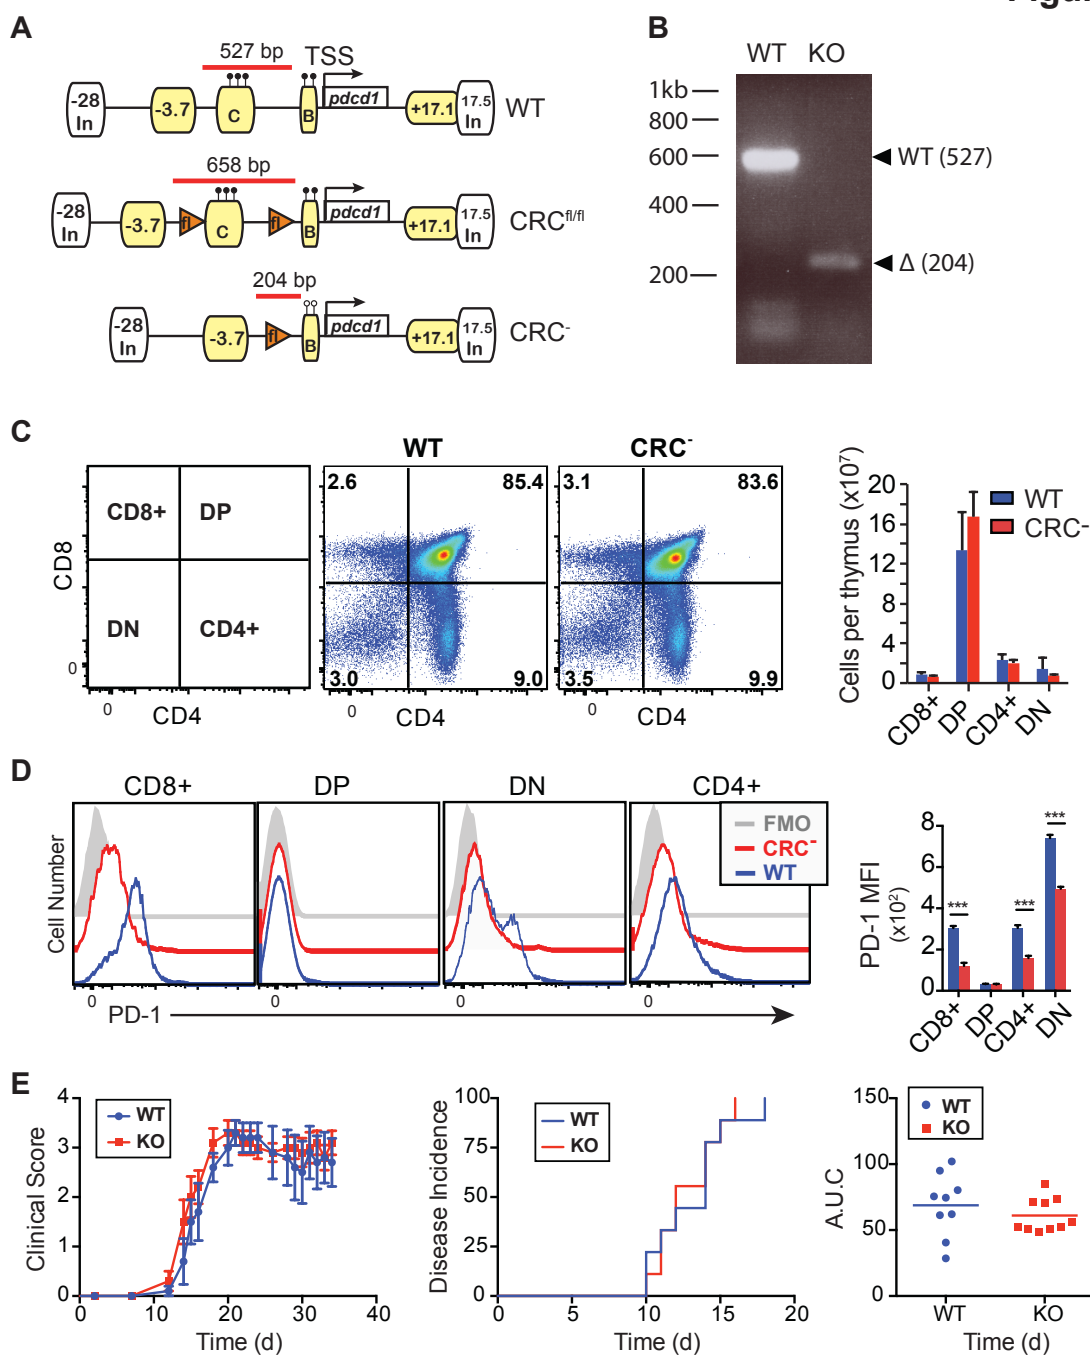 Figur
A
527 bp
TSS
-28
In
-3.7
C
B
pdcd1
+17.1
17.5
In
WT
658 bp
-28
In
-3.7
fl
C
fl
B
pdcd1
+17.1
17.5
In
CRCfl/fl
204 bp
-28
In
-3.7
fl
B
pdcd1
+17.1
17.5
In
CRC-
B
WT KO
1kb
800
600
400
200
WT (527)
Δ (204)
C
CD8
CD8+ DP
DN CD4+
0
0
CD4
WT
2.6 85.4
3.0 9.0
0
CD4
CRC-
3.1 83.6
3.5 9.9
0
CD4
Cells per thymus (x10⁷)
20
16
12
8
4
0
WT
CRC-
CD8+
DP
CD4+
DN
D
Cell Number
CD8+ DP DN CD4+
FMO
CRC-
WT
0 0 0 0
PD-1
PD-1 MFI
(x10²)
8
6
4
2
0
*** *** ***
CD8+
DP
CD4+
DN
E
Clinical Score
4
3
2
1
0
WT
KO
0 10 20 30 40
Time (d)
Disease Incidence
100
75
50
25
0
WT
KO
0 5 10 15 20
Time (d)
A.U.C
150
100
50
0
WT
KO
WT KO
Time (d)